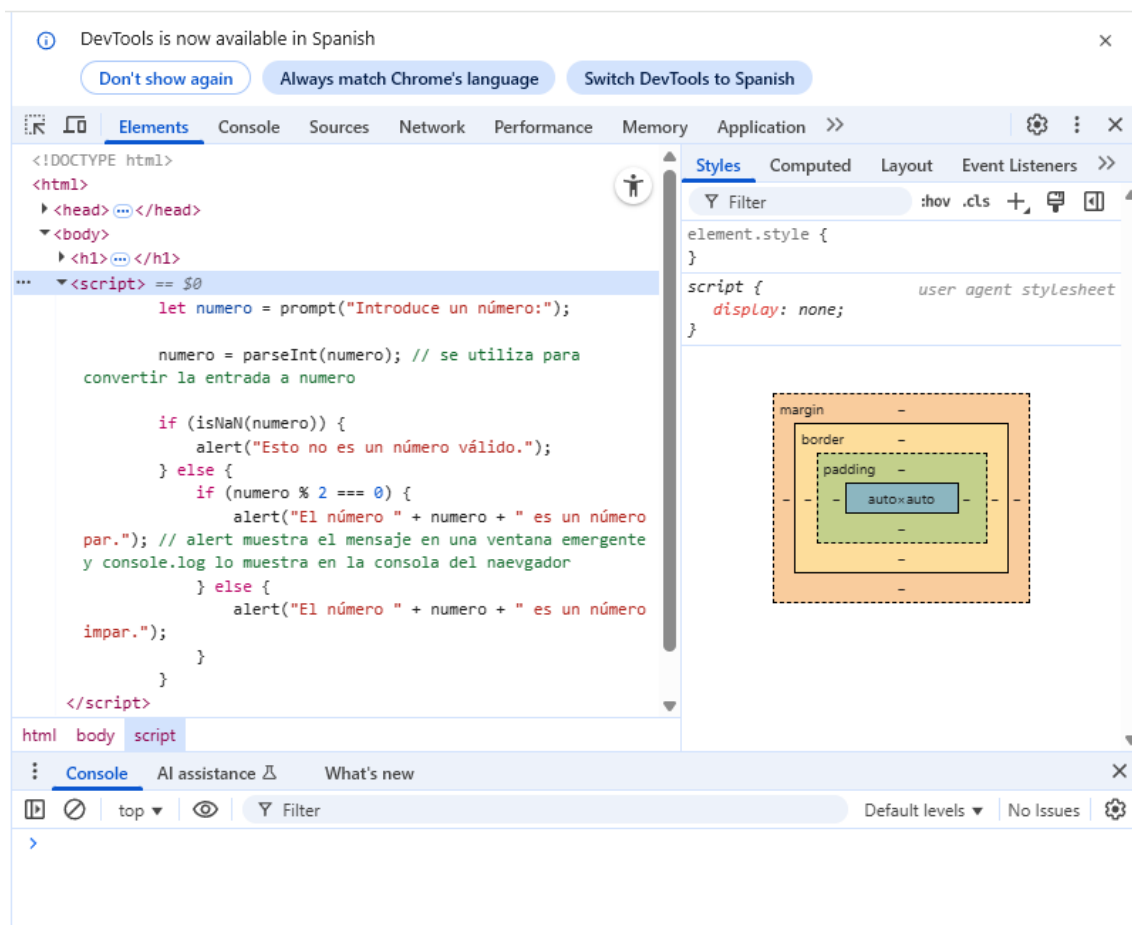 DevTools is now available in Spanish
Don't show again Always match Chrome's language Switch DevTools to Spanish
Elements Console Sources Network Performance Memory Application
<!DOCTYPE html>
<html>
<head> … </head>
<body>
<h1> … </h1>
<script> == $0
let numero = prompt("Introduce un número:");
numero = parseInt(numero); // se utiliza para
convertir la entrada a numero
if (isNaN(numero)) {
alert("Esto no es un número válido.");
} else {
if (numero % 2 === 0) {
alert("El número " + numero + " es un número
par."); // alert muestra el mensaje en una ventana emergente
y console.log lo muestra en la consola del naevgador
} else {
alert("El número " + numero + " es un número
impar.");
}
}
</script>
html body script
Styles Computed Layout Event Listeners
Filter :hov .cls
element.style {
}
script { user agent stylesheet
display: none;
}
margin –
border –
padding –
– – – auto×auto – – –
–
–
–
Console AI assistance What's new
top Filter Default levels No Issues